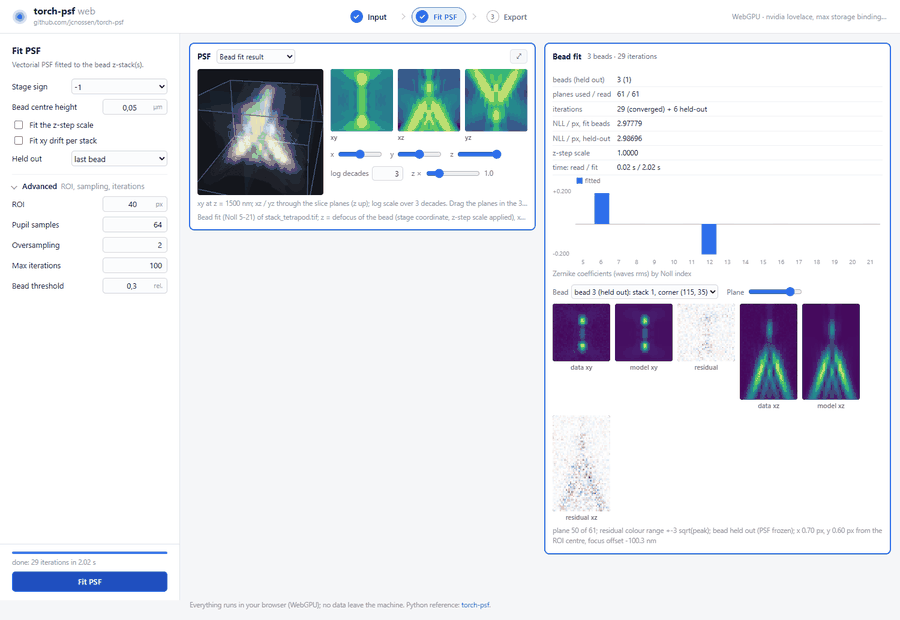 torch-psf web
github.com/jcnossen/torch-psf
Input
Fit PSF
3 Export
WebGPU - nvidia lovelace, max storage binding...
Fit PSF
Vectorial PSF fitted to the bead z-stack(s).
Stage sign -1
Bead centre height 0,05 µm
Fit the z-step scale
Fit xy drift per stack
Held out last bead
Advanced ROI, sampling, iterations
ROI 40 px
Pupil samples 64
Oversampling 2
Max iterations 100
Bead threshold 0,3 rel.
done: 29 iterations in 2.02 s
Fit PSF
PSF Bead fit result
xy
xz
yz
x y z
log decades 3 z × 1.0
xy at z = 1500 nm; xz / yz through the slice planes (z up); log scale over 3 decades. Drag the planes in the 3...
Bead fit (Noll 5-21) of stack_tetrapod.tif; z = defocus of the bead (stage coordinate, z-step scale applied), x...
Bead fit 3 beads · 29 iterations
beads (held out) 3 (1)
planes used / read 61 / 61
iterations 29 (converged) + 6 held-out
NLL / px, fit beads 2.97779
NLL / px, held-out 2.98696
z-step scale 1.0000
time: read / fit 0.02 s / 2.02 s
fitted
+0.200
-0.200
5 6 7 8 9 10 11 12 13 14 15 16 17 18 19 20 21
Zernike coefficients (waves rms) by Noll index
Bead bead 3 (held out): stack 1, corner (115, 35) Plane
data xy
model xy
residual
data xz
model xz
residual xz
plane 50 of 61; residual colour range +-3 sqrt(peak); bead held out (PSF frozen); x 0.70 px, y 0.60 px from the
ROI centre, focus offset -100.3 nm
Everything runs in your browser (WebGPU); no data leave the machine. Python reference: torch-psf.